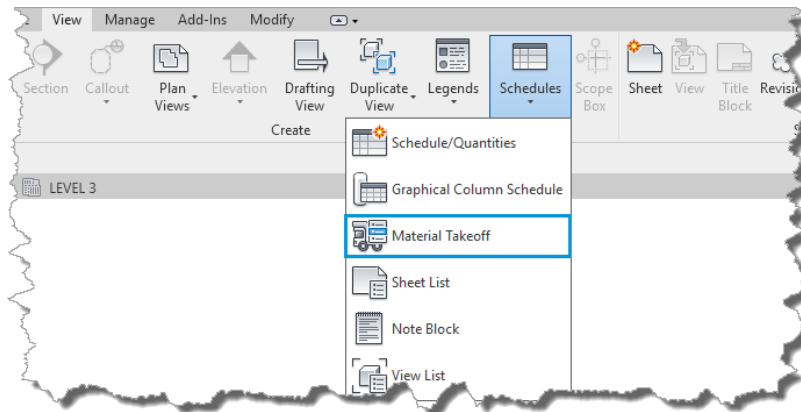 View Manage Add-Ins Modify
Section Callout Plan Views Elevation Drafting View Duplicate View Legends Schedules Scope Box Sheet View Title Block
Create
Schedule/Quantities
LEVEL 3
Graphical Column Schedule
Material Takeoff
Sheet List
Note Block
View List